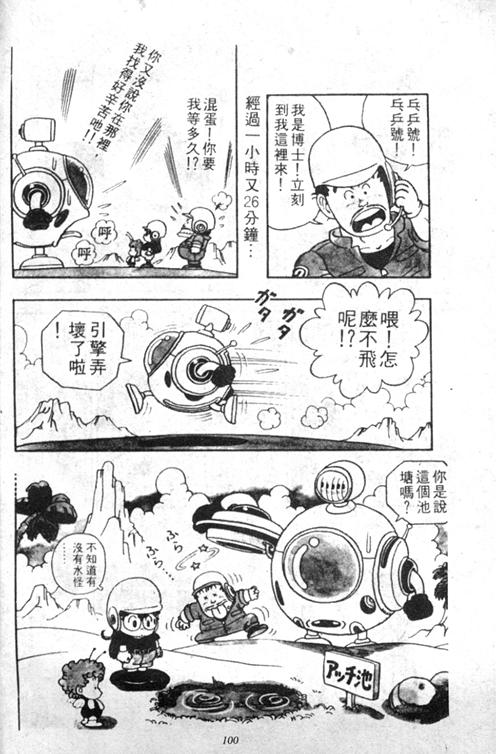 乓乒號！
乓乒號！
我是博士！立刻
到我這裡來！
經過一小時又26分鐘…
混蛋！你要
我等多久！？
你又沒說你在那裡，
我找得好辛苦吔！！
呼
呼
喂！怎
麼不飛
呢！？
ガタ
ガタ
引擎弄
壞了啦
！
你是說
這個池
塘嗎？
ふら
ふら
不知道有
沒有水怪
……
アッチ池
100